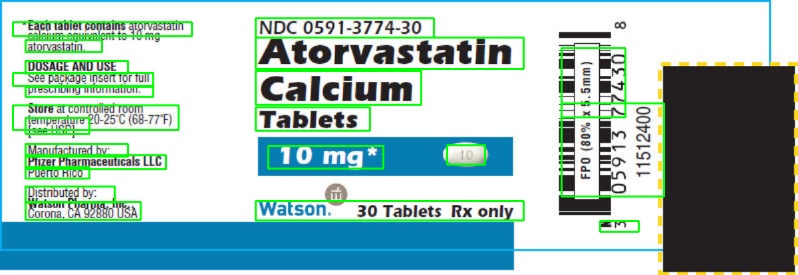 *Each tablet contains atorvastatin
calcium equivalent to 10 mg
atorvastatin.
DOSAGE AND USE
See package insert for full
prescribing information.
Store at controlled room
temperature 20-25°C (68-77°F)
[see USP].
Manufactured by:
Pfizer Pharmaceuticals LLC
Puerto Rico
Distributed by:
Watson Pharma, Inc.
Corona, CA 92880 USA
NDC 0591-3774-30
Atorvastatin
Calcium
Tablets
10 mg*
10
Watson.
30 Tablets Rx only
FPO (80% x 5.5mm)
3 05913 77430 8
11512400